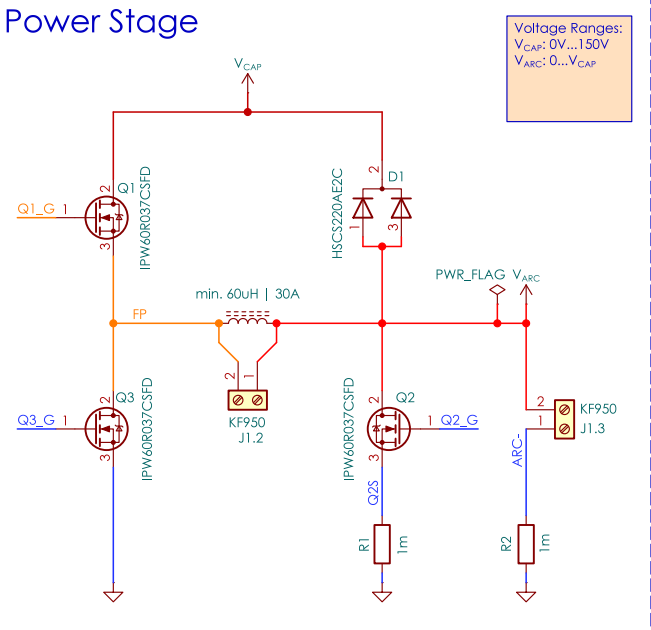 Power Stage
Voltage Ranges:
VCAP: 0V...150V
VARC: 0...VCAP
VCAP
2
Q1
Q1_G 1
3
IPW60R037CSFD
2
D1
HSCS220AE2C
1
3
PWR_FLAG VARC
min. 60uH | 30A
FP
2
1
KF950
J1.2
2
Q3
Q3_G 1
3
IPW60R037CSFD
2
Q2
1 Q2_G
3
IPW60R037CSFD
2
1
KF950
J1.3
ARC-
Q2S
R1
1m
R2
1m